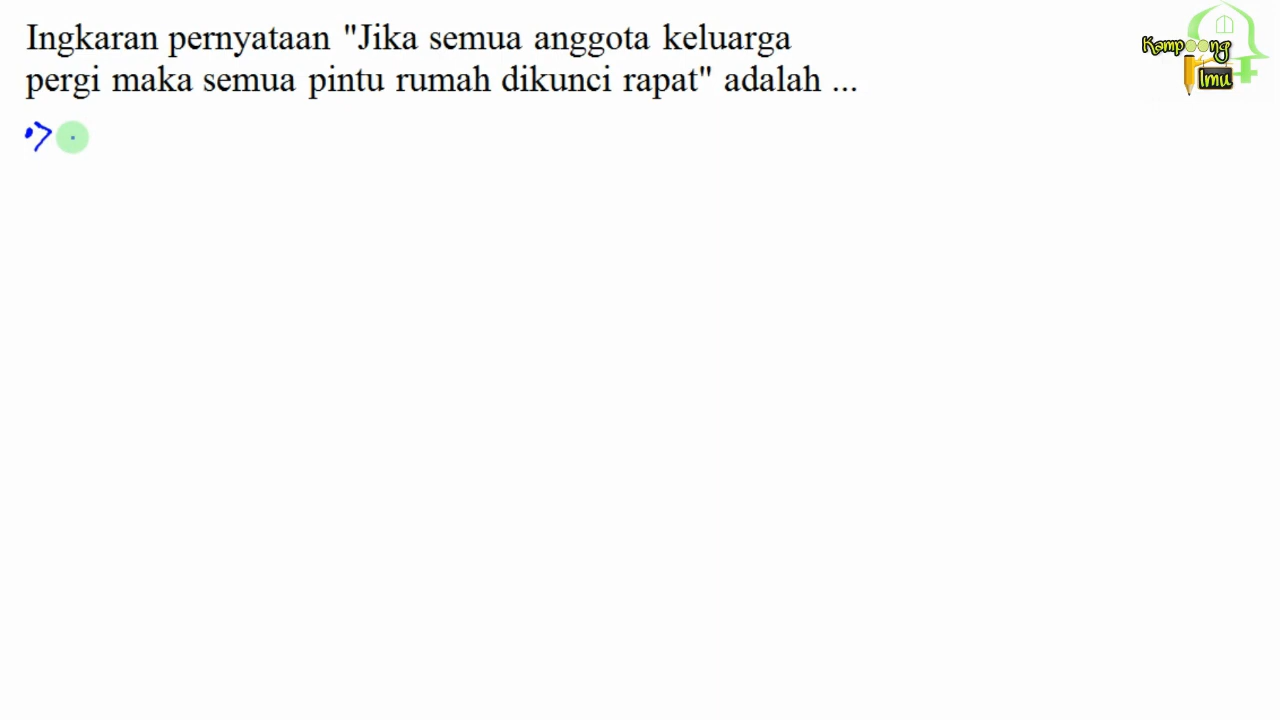 Ingkaran pernyataan "Jika semua anggota keluarga
pergi maka semua pintu rumah dikunci rapat" adalah ...
Kampoong
Ilmu